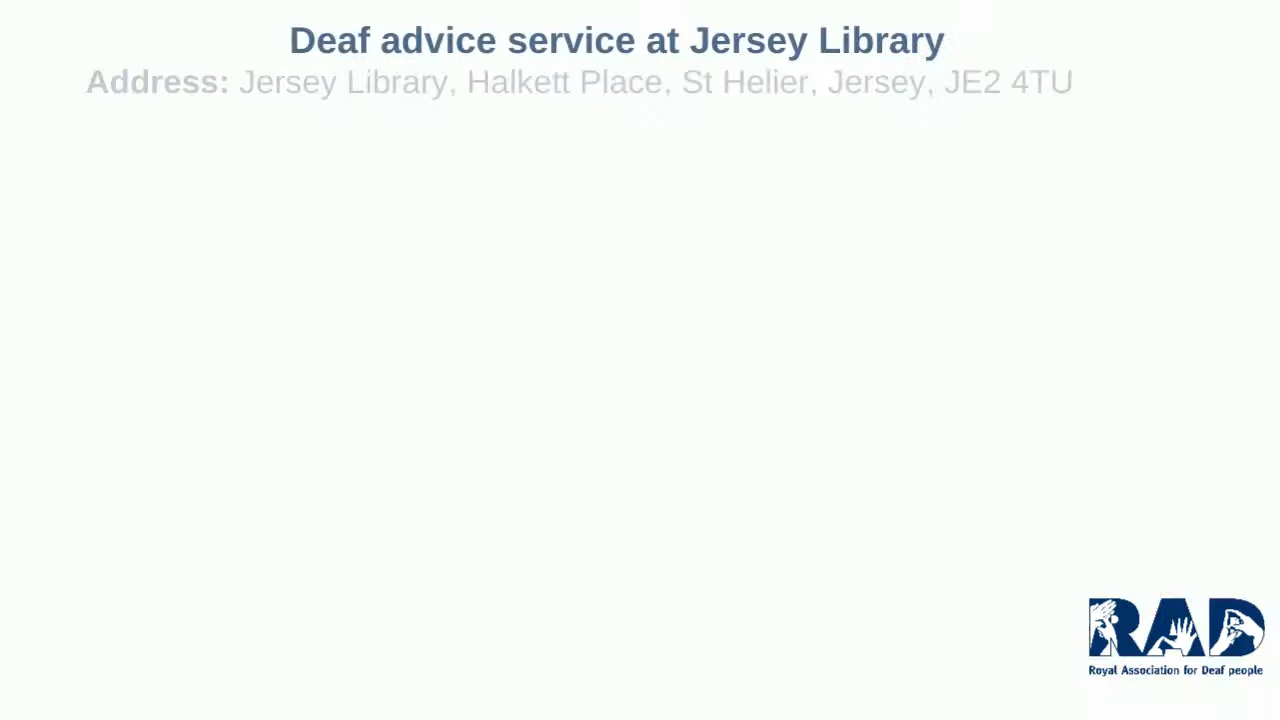 Deaf advice service at Jersey Library
Address: Jersey Library, Halkett Place, St Helier, Jersey, JE2 4TU
RAD
Royal Association for Deaf people